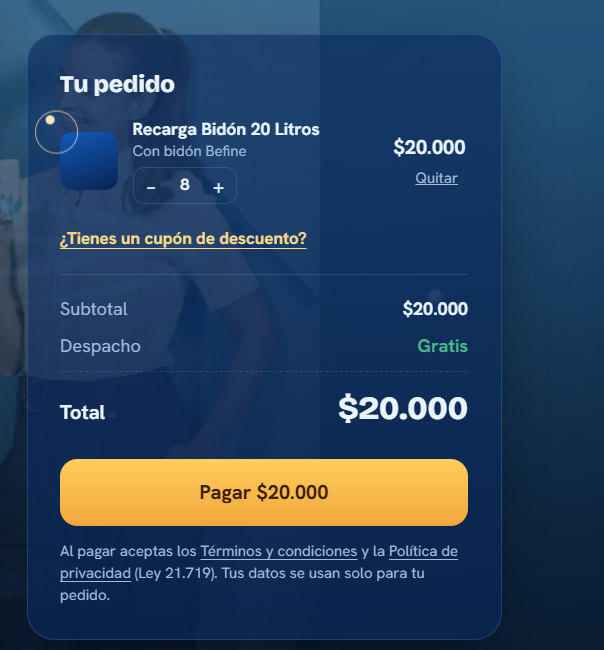 Tu pedido
Recarga Bidón 20 Litros
Con bidón Befine
$20.000
− 8 +
Quitar
¿Tienes un cupón de descuento?
Subtotal $20.000
Despacho Gratis
Total $20.000
Pagar $20.000
Al pagar aceptas los Términos y condiciones y la Política de
privacidad (Ley 21.719). Tus datos se usan solo para tu
pedido.